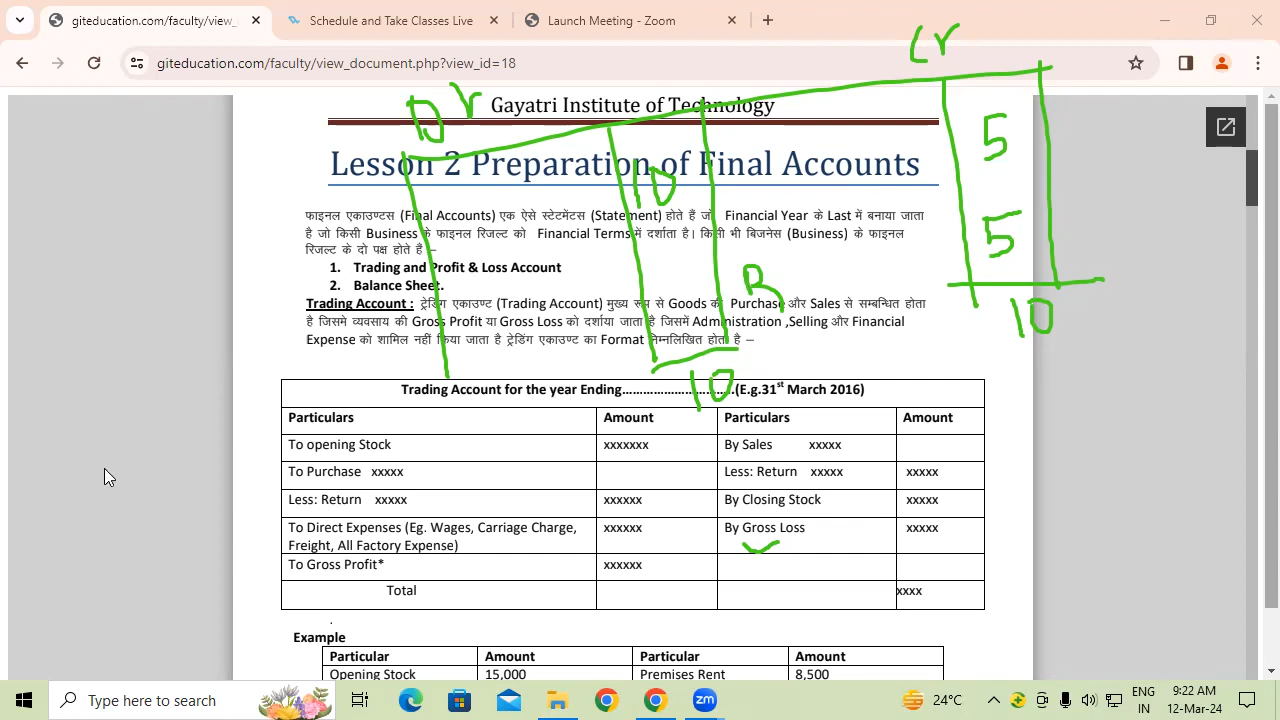 giteducation.com/faculty/view_
Schedule and Take Classes Live
Launch Meeting - Zoom
giteducation.com/faculty/view_document.php?view_id=18
Dr
Cr
Gayatri Institute of Technology
Lesson 2 Preparation of Final Accounts
10
5
5
10
10
फाइनल एकाउण्टस (Final Accounts) एक ऐसे स्टेटमेंटस (Statement) होते हैं जो Financial Year के Last में बनाया जाता
है जो किसी Business के फाइनल रिजल्ट को Financial Terms में दर्शाता है। किसी भी बिजनेस (Business) के फाइनल
रिजल्ट के दो पक्ष होते हैं –
1. Trading and Profit & Loss Account
2. Balance Sheet.
Trading Account : ट्रेडिंग एकाउण्ट (Trading Account) मुख्य रूप से Goods की Purchase और Sales से सम्बन्धित होता
है जिसमे व्यवसाय की Gross Profit या Gross Loss को दर्शाया जाता है जिसमें Administration ,Selling और Financial
Expense को शामिल नहीं किया जाता है ट्रेडिंग एकाउण्ट का Format निम्नलिखित होता है –
Trading Account for the year Ending…………………………..(E.g.31st March 2016)
Particulars Amount Particulars Amount
To opening Stock xxxxxxx By Sales xxxxx
To Purchase xxxxx Less: Return xxxxx xxxxx
Less: Return xxxxx xxxxxx By Closing Stock xxxxx
To Direct Expenses (Eg. Wages, Carriage Charge, xxxxxx By Gross Loss xxxxx
Freight, All Factory Expense)
To Gross Profit* xxxxxx
Total xxxx
.
Example
Particular Amount Particular Amount
Opening Stock 15,000 Premises Rent 8,500
Type here to search
24°C
ENG
IN
9:22 AM
12-Mar-24